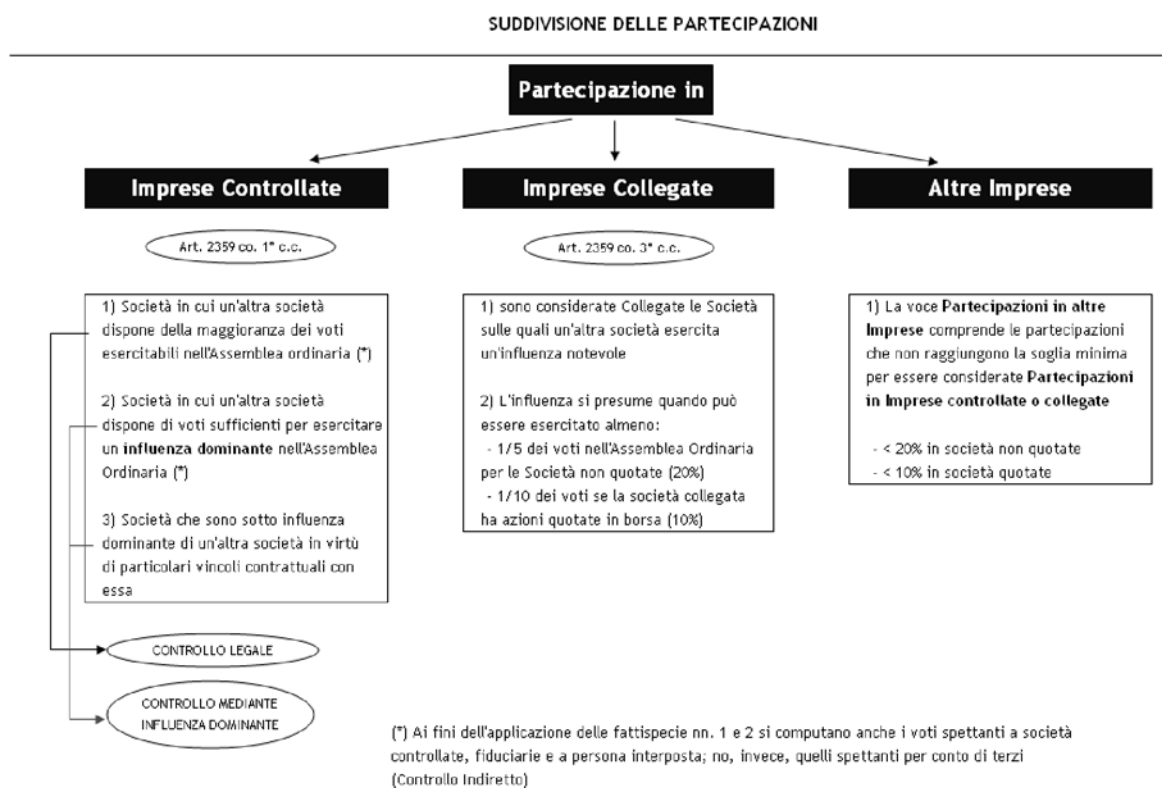 SUDDIVISIONE DELLE PARTECIPAZIONI
Partecipazione in
Imprese Controllate
Art. 2359 co. 1° c.c.
1) Società in cui un'altra società
dispone della maggioranza dei voti
esercitabili nell'Assemblea ordinaria (*)
2) Società in cui un'altra società
dispone di voti sufficienti per esercitare
un influenza dominante nell'Assemblea
Ordinaria (*)
3) Società che sono sotto influenza
dominante di un'altra società in virtù
di particolari vincoli contrattuali con
essa
CONTROLLO LEGALE
CONTROLLO MEDIANTE
INFLUENZA DOMINANTE
Imprese Collegate
Art. 2359 co. 3° c.c.
1) sono considerate Collegate le Società
sulle quali un'altra società esercita
un'influenza notevole
2) L'influenza si presume quando può
essere esercitato almeno:
- 1/5 dei voti nell'Assemblea Ordinaria
per le Società non quotate (20%)
- 1/10 dei voti se la società collegata
ha azioni quotate in borsa (10%)
Altre Imprese
1) La voce Partecipazioni in altre
Imprese comprende le partecipazioni
che non raggiungono la soglia minima
per essere considerate Partecipazioni
in Imprese controllate o collegate
- < 20% in società non quotate
- < 10% in società quotate
(*) Ai fini dell'applicazione delle fattispecie nn. 1 e 2 si computano anche i voti spettanti a società
controllate, fiduciarie e a persona interposta; no, invece, quelli spettanti per conto di terzi
(Controllo Indiretto)